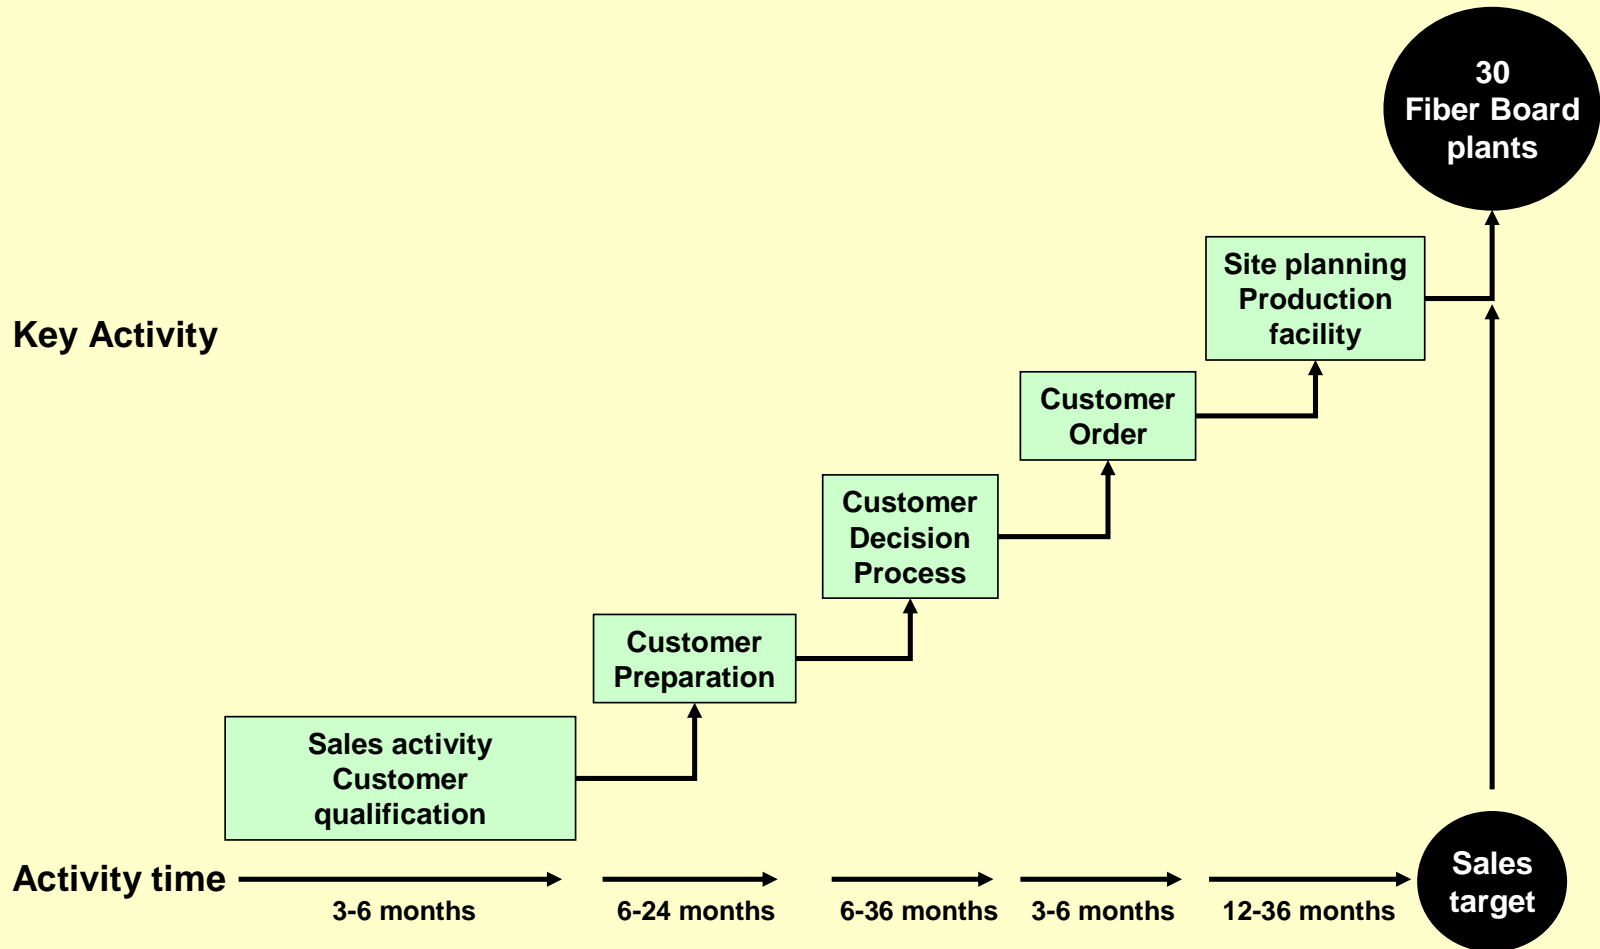 30
Fiber Board
plants
Site planning
Production
facility
Key Activity
Customer
Order
Customer
Decision
Process
Customer
Preparation
Sales activity
Customer
qualification
Activity time
3-6 months
6-24 months
6-36 months
3-6 months
12-36 months
Sales
target